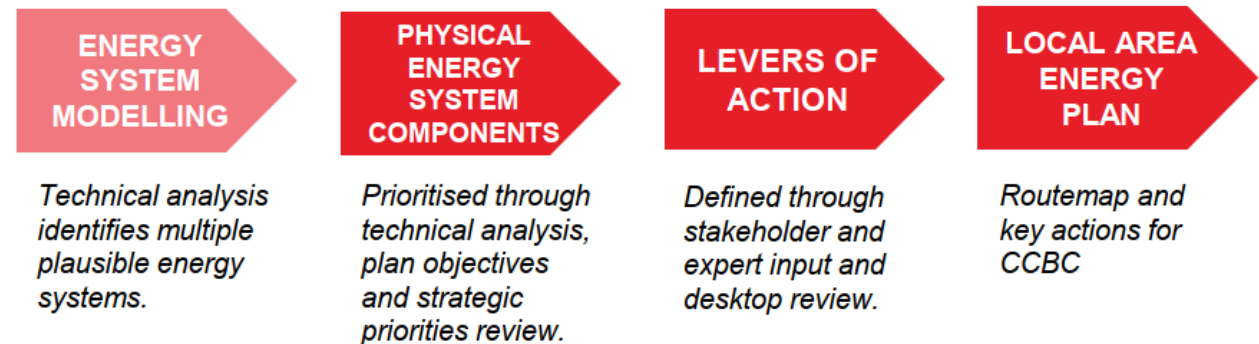 ENERGY
SYSTEM
MODELLING
PHYSICAL
ENERGY
SYSTEM
COMPONENTS
LEVERS OF
ACTION
LOCAL AREA
ENERGY
PLAN
Technical analysis
identifies multiple
plausible energy
systems.
Prioritised through
technical analysis,
plan objectives
and strategic
priorities review.
Defined through
stakeholder and
expert input and
desktop review.
Routemap and
key actions for
CCBC